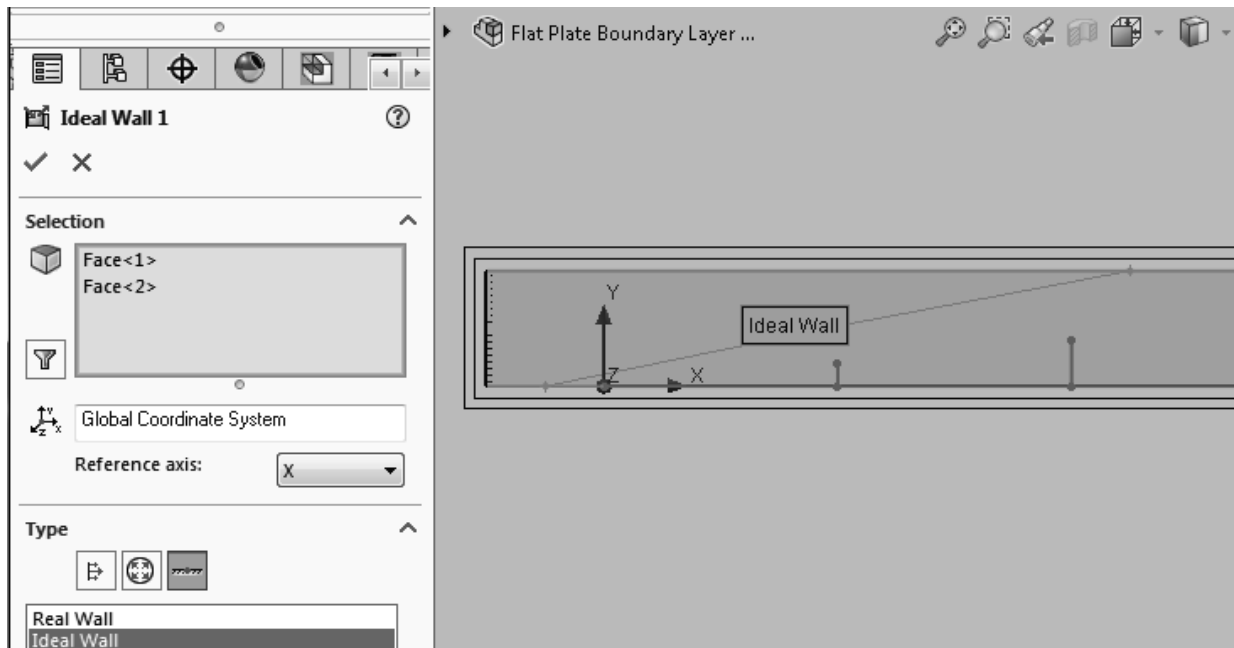 Flat Plate Boundary Layer ...
Ideal Wall 1
Selection
Face<1>
Face<2>
Global Coordinate System
Reference axis:
X
Type
Real Wall
Ideal Wall
Y
Ideal Wall
Z
X